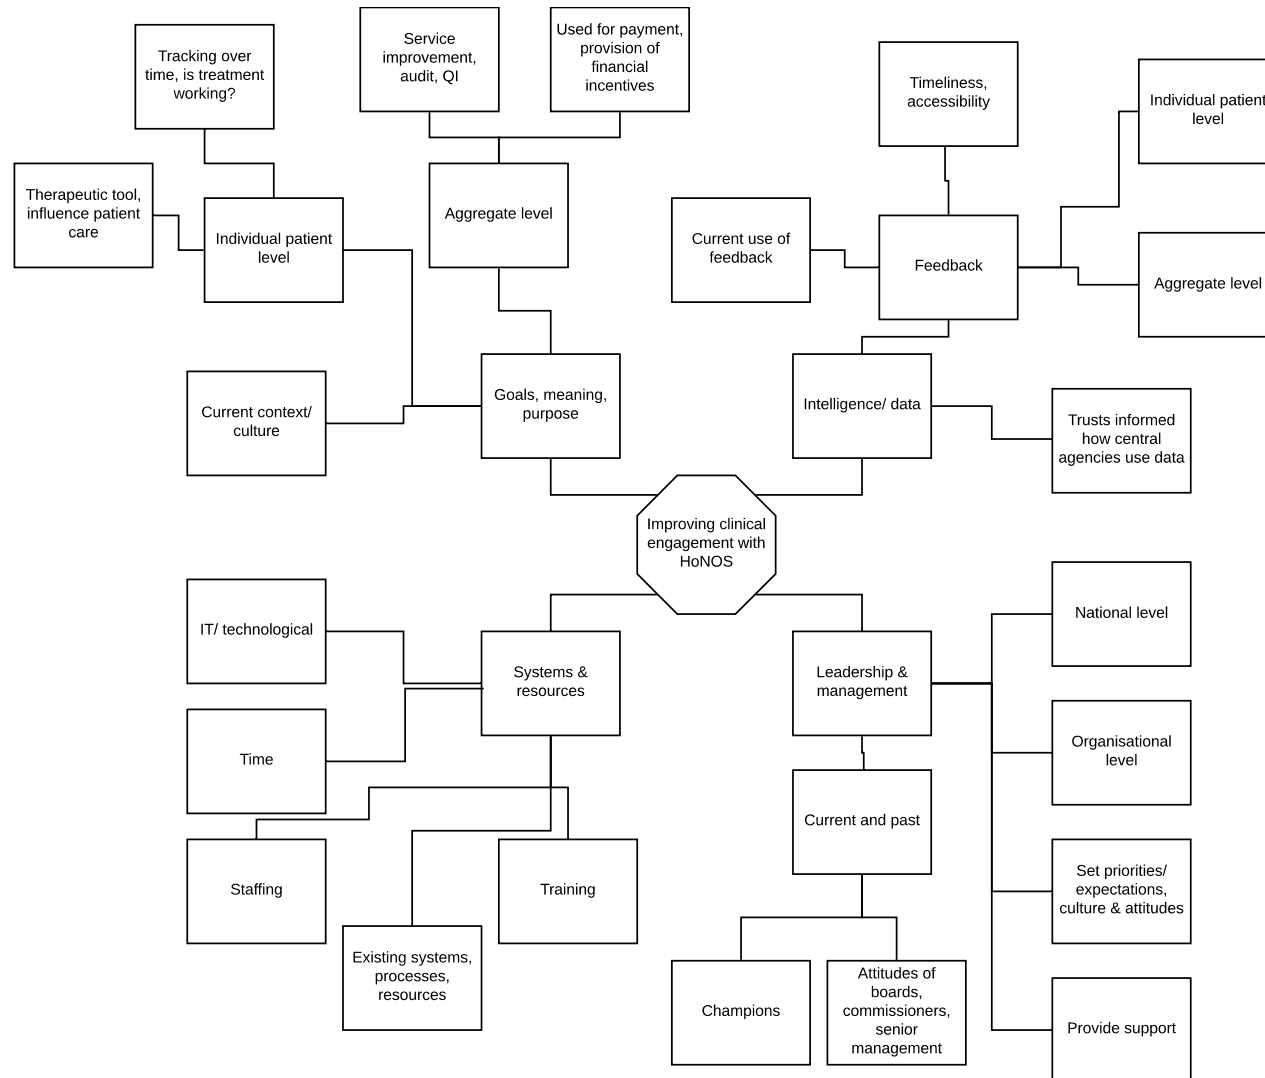 Tracking over
time, is treatment
working?
Service
improvement,
audit, QI
Used for payment,
provision of
financial
incentives
Timeliness,
accessibility
Individual patient
level
Therapeutic tool,
influence patient
care
Individual patient
level
Aggregate level
Current use of
feedback
Feedback
Aggregate level
Current context/
culture
Goals, meaning,
purpose
Intelligence/ data
Trusts informed
how central
agencies use data
Improving clinical
engagement with
HoNOS
IT/ technological
Systems &
resources
Leadership &
management
National level
Time
Organisational
level
Current and past
Staffing
Training
Set priorities/
expectations,
culture & attitudes
Existing systems,
processes,
resources
Champions
Attitudes of
boards,
commissioners,
senior
management
Provide support